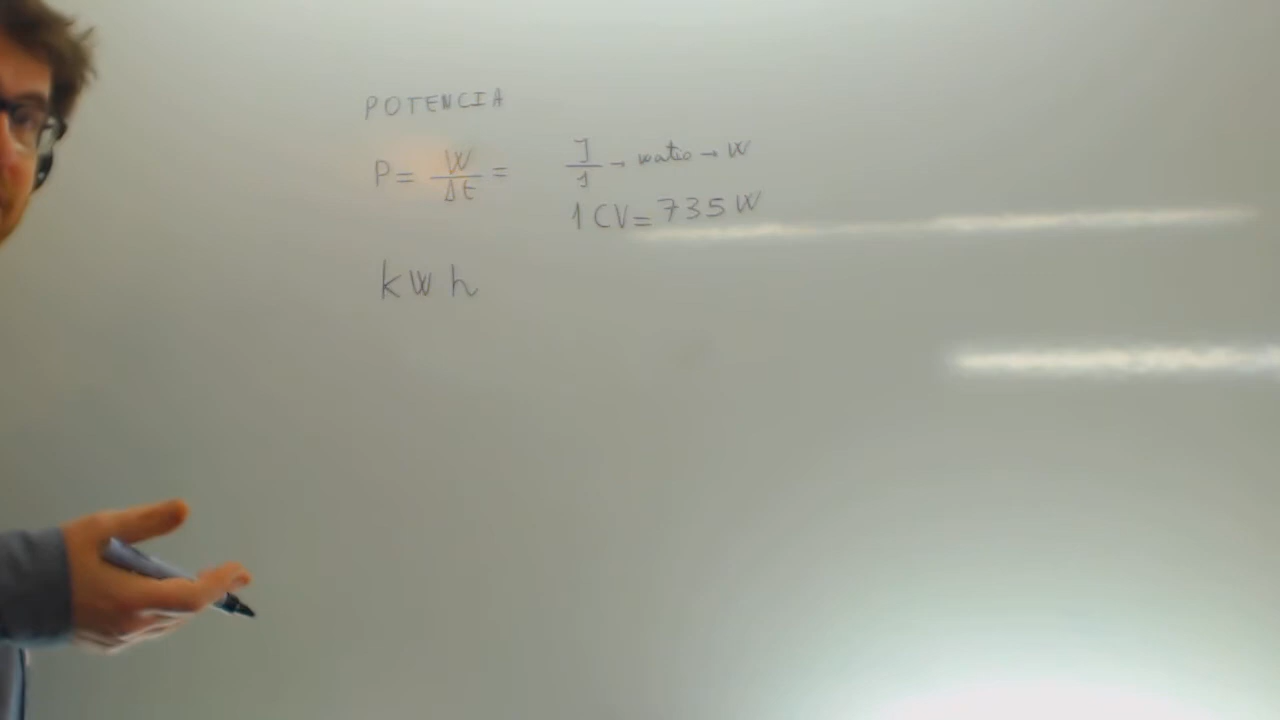 POTENCIA
P = W/Δt = J/s → watio → W
1 CV = 735 W
kwh